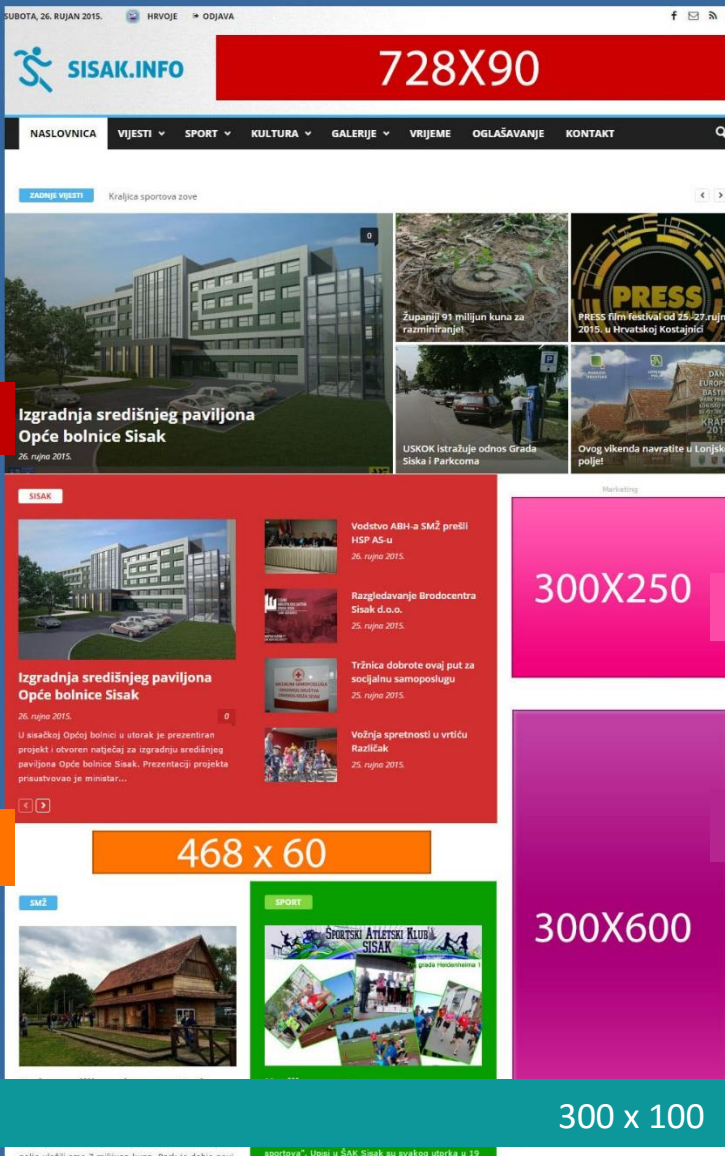 SUBOTA, 26. RUJAN 2015.
HRVOJE
ODJAVA
SISAK.INFO
728X90
NASLOVNICA VIJESTI SPORT KULTURA GALERIJE VRIJEME OGLAŠAVANJE KONTAKT
ZADNJE VIJESTI
Kraljica sportova zove
0
Izgradnja središnjeg paviljona
Opće bolnice Sisak
26. rujna 2015.
Županiji 91 milijun kuna za
razminiranje!
PRESS
PRESS film festival od 25.-27.rujna
2015. u Hrvatskoj Kostajnici
P
USKOK istražuje odnos Grada
Siska i Parkcoma
Ovog vikenda navratite u Lonjsko
polje!
SISAK
Izgradnja središnjeg paviljona
Opće bolnice Sisak
26. rujna 2015.
0
U sisačkoj Općoj bolnici u utorak je prezentiran
projekt i otvoren natječaj za izgradnju središnjeg
paviljona Opće bolnice Sisak. Prezentaciji projekta
prisustvovao je ministar...
Vodstvo ABH-a SMŽ prešli
HSP AS-u
26. rujna 2015.
Razgledavanje Brodocentra
Sisak d.o.o.
25. rujna 2015.
Tržnica dobrote ovaj put za
socijalnu samoposlugu
25. rujna 2015.
Vožnja spretnosti u vrtiću
Različak
25. rujna 2015.
Marketing
300X250
468 x 60
300X600
SMŽ
SPORT
ŠPORTSKI ATLETSKI KLUB
SISAK
grada Heidenheima
300 x 100
sportova". Upisi u ŠAK Sisak su svakog utorka u 19